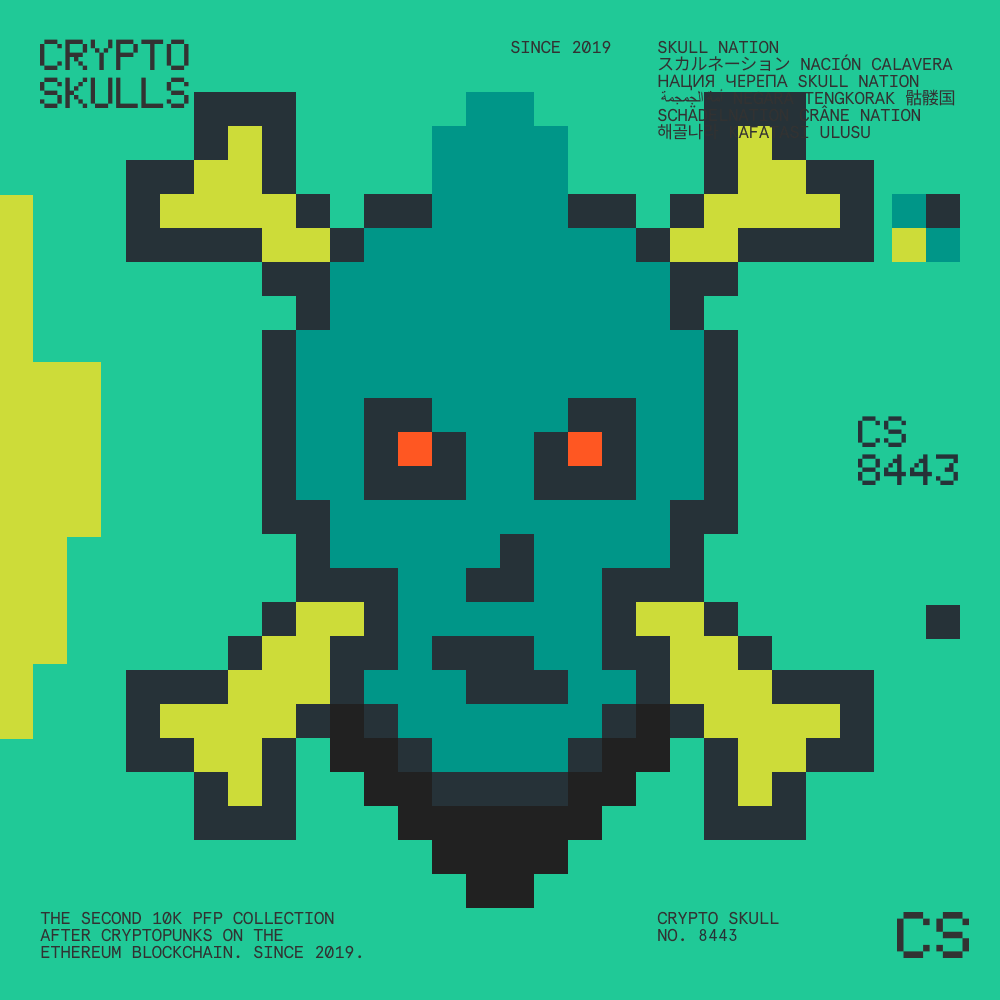 CRYPTO
SKULLS
SINCE 2019
SKULL NATION
スカルネーション NACIÓN CALAVERA
НАЦИЯ ЧЕРЕПА SKULL NATION
الجمجمة TENGKORAK 骷髅国
CRÂNE NATION
ULUSU
CS
8443
THE SECOND 10K PFP COLLECTION
AFTER CRYPTOPUNKS ON THE
ETHEREUM BLOCKCHAIN. SINCE 2019.
CRYPTO SKULL
NO. 8443
CS